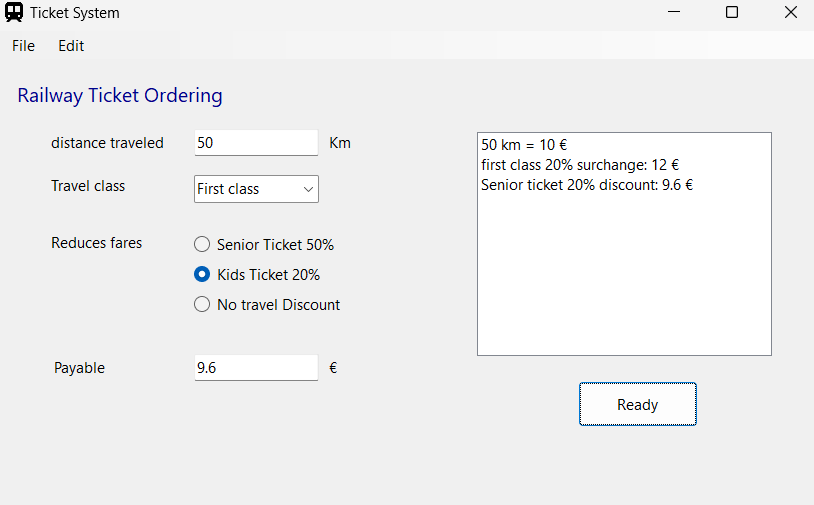 Ticket System
File Edit
Railway Ticket Ordering
distance traveled 50 Km
Travel class First class
Reduces fares
Senior Ticket 50%
Kids Ticket 20%
No travel Discount
Payable 9.6 €
50 km = 10 €
first class 20% surchange: 12 €
Senior ticket 20% discount: 9.6 €
Ready